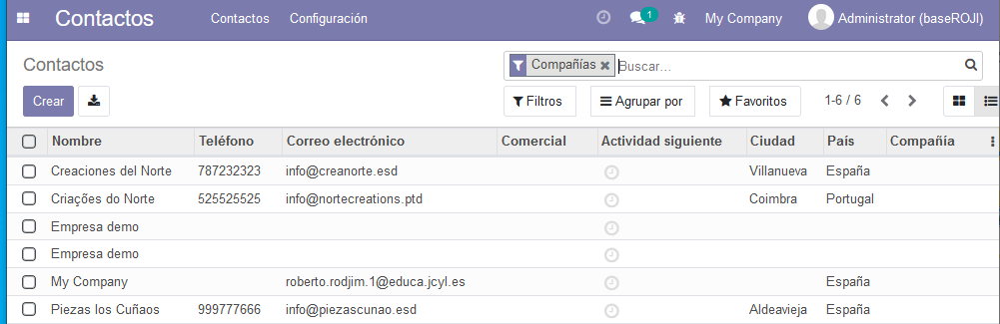 Contactos Contactos Configuración 1 My Company Administrator (baseROJI)
Contactos Compañías Buscar...
Crear Filtros Agrupar por Favoritos 1-6 / 6
Nombre Teléfono Correo electrónico Comercial Actividad siguiente Ciudad País Compañía
Creaciones del Norte 787232323 info@creanorte.esd Villanueva España
Criações do Norte 525525525 info@nortecreations.ptd Coimbra Portugal
Empresa demo
Empresa demo
My Company roberto.rodjim.1@educa.jcyl.es España
Piezas los Cuñaos 999777666 info@piezascunao.esd Aldeavieja España